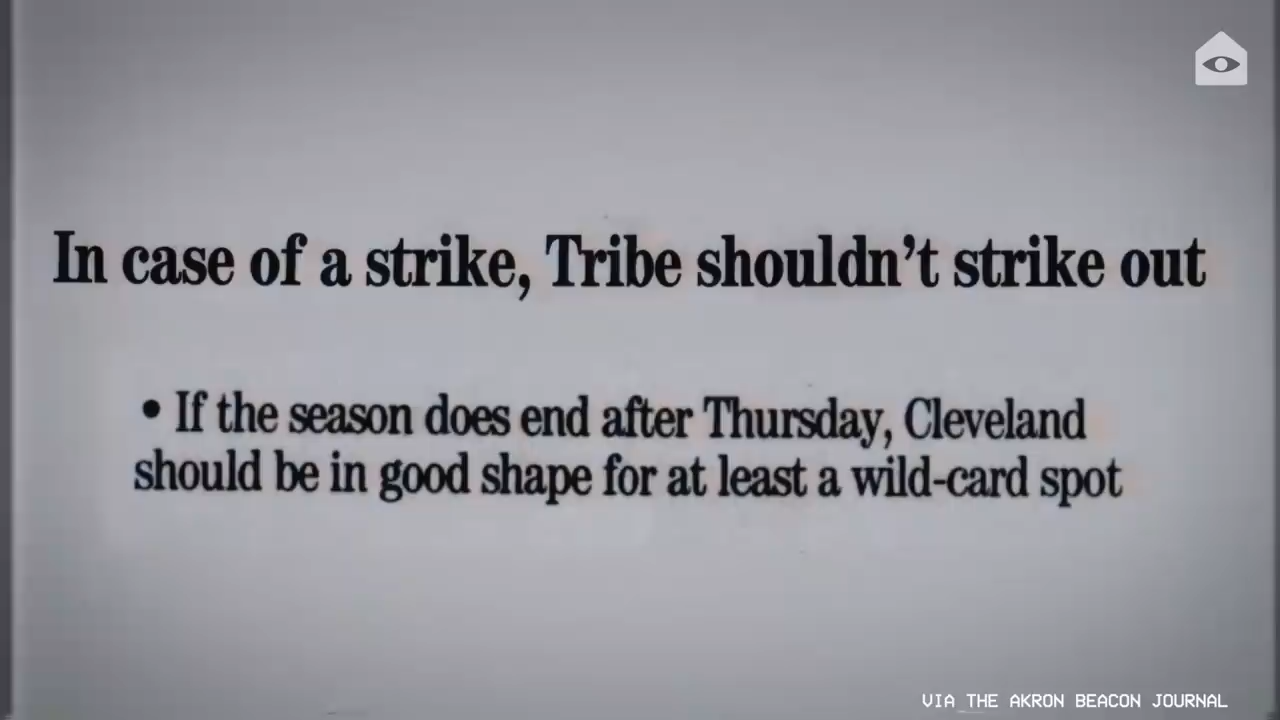 In case of a strike, Tribe shouldn't strike out
• If the season does end after Thursday, Cleveland
should be in good shape for at least a wild-card spot
VIA THE AKRON BEACON JOURNAL